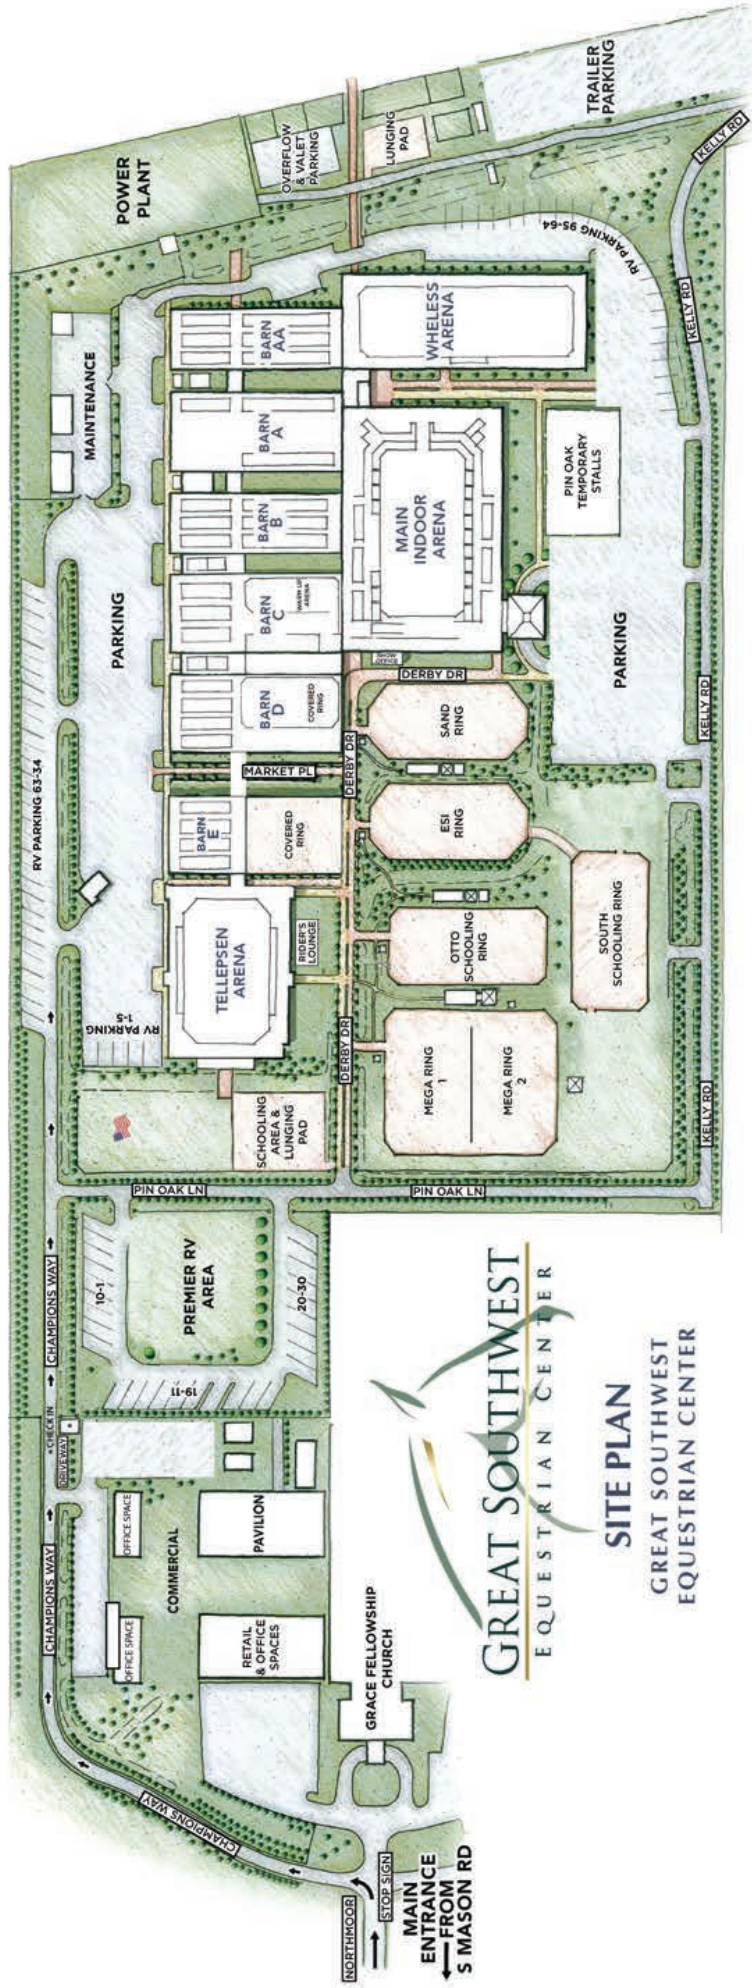 NORTHMOOR
STOP SIGN
MAIN
ENTRANCE
FROM
S MASON RD
CHAMPIONS WAY
GRACE FELLOWSHIP
CHURCH
OFFICE SPACE
RETAIL
& OFFICE
SPACES
COMMERCIAL
CHAMPIONS WAY
OFFICE SPACE
PAVILION
DRIVEWAY
CHECK IN
CHAMPIONS WAY
10-1
19-11
20-30
PREMIER RV
AREA
PIN OAK LN
PIN OAK LN
SCHOOLING
AREA &
LUNGING
PAD
RV PARKING
1-5
TELLEPSEN
ARENA
RIDER'S
LOUNGE
DERBY DR
MEGA RING
1
MEGA RING
2
KELLY RD
OTTO
SCHOOLING
RING
SOUTH
SCHOOLING RING
RV PARKING 63-34
BARN
E
COVERED
RING
MARKET PL
DERBY DR
ESI
RING
SAND
RING
DERBY DR
PARKING
BARN
D
COVERED
RING
BARN
C
WARM UP
ARENA
BARN
B
BARN
A
BARN
AA
MAIN
INDOOR
ARENA
WHELESS
ARENA
PARKING
KELLY RD
PIN OAK
TEMPORARY
STALLS
MAINTENANCE
POWER
PLANT
OVERFLOW
& VALET
PARKING
LUNGING
PAD
RV PARKING 95-64
KELLY RD
TRAILER
PARKING
KELLY RD
GREAT SOUTHWEST
EQUESTRIAN CENTER
SITE PLAN
GREAT SOUTHWEST
EQUESTRIAN CENTER